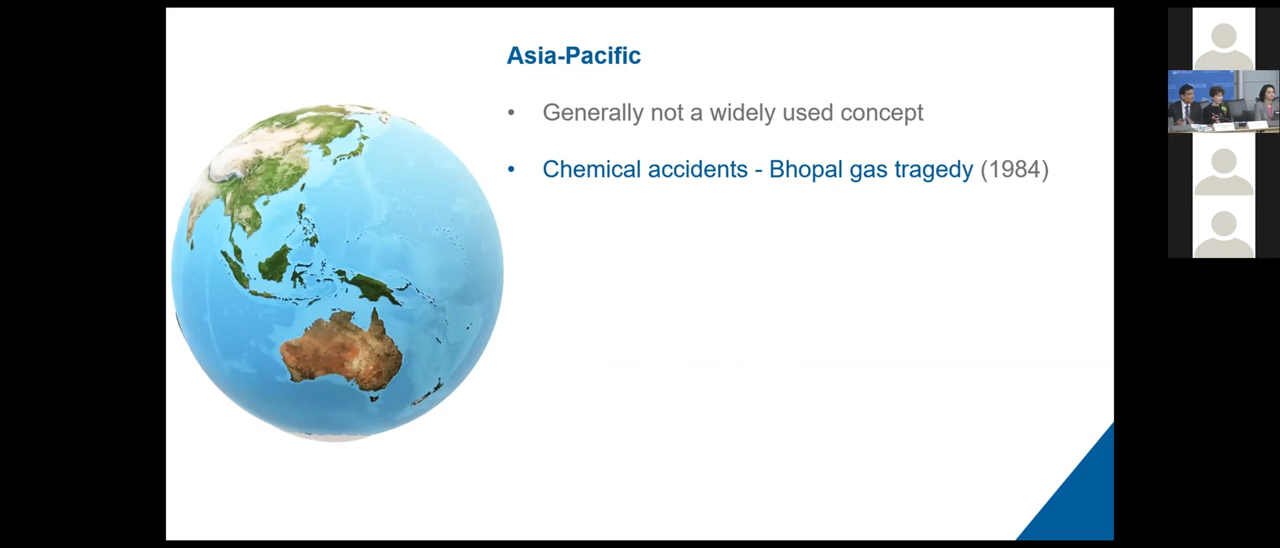 Asia-Pacific
• Generally not a widely used concept
• Chemical accidents - Bhopal gas tragedy (1984)